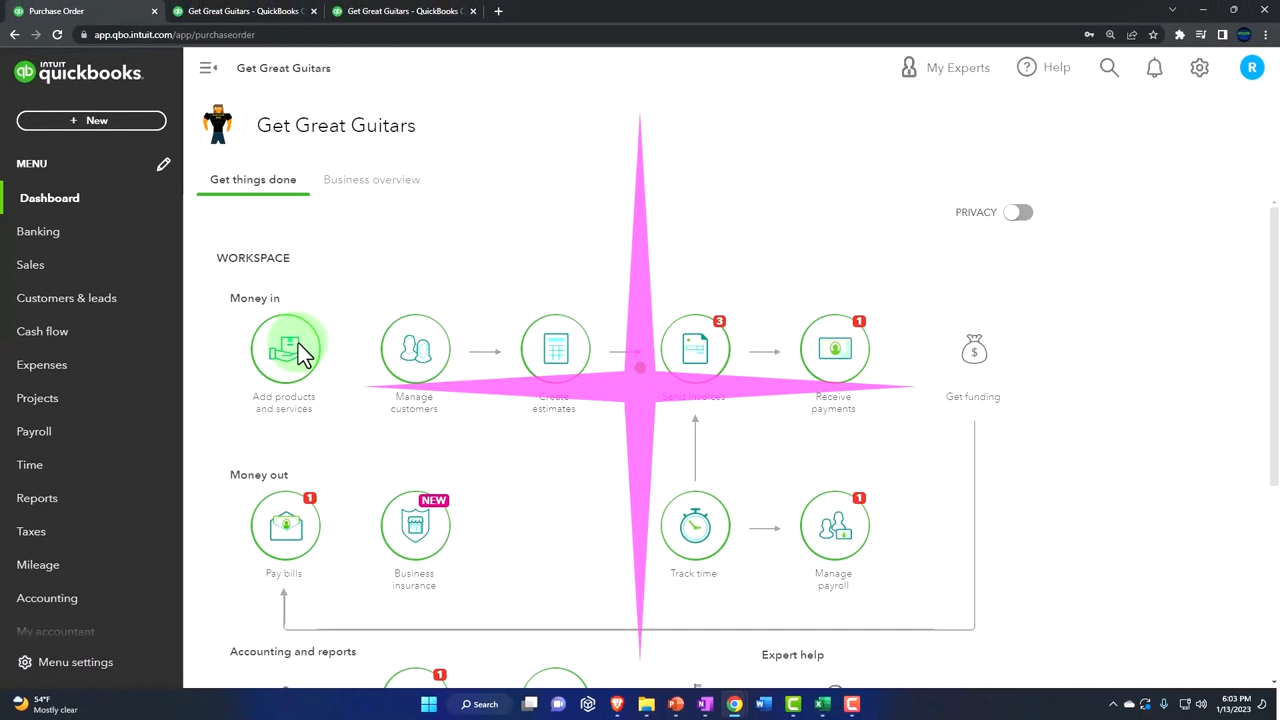 Purchase Order
Get Great Guitars - QuickBooks O
Get Great Guitars - QuickBooks O
app.qbo.intuit.com/app/purchaseorder
INTUIT
quickbooks.
Get Great Guitars
My Experts
Help
R
+ New
Get Great Guitars
MENU
Get things done
Business overview
Dashboard
PRIVACY
Banking
WORKSPACE
Sales
Customers & leads
Money in
Cash flow
3
1
$
Expenses
Projects
Add products
and services
Manage
customers
Create
estimates
Send invoices
Receive
payments
Get funding
Payroll
Time
Money out
Reports
1
NEW
1
Taxes
Mileage
Pay bills
Business
insurance
Track time
Manage
payroll
Accounting
My accountant
Accounting and reports
Expert help
Menu settings
1
54°F
Mostly clear
Search
6:03 PM
1/13/2023